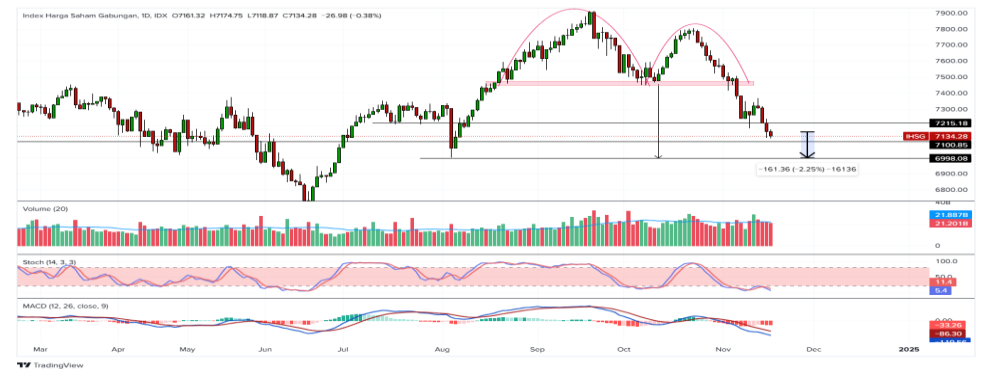 Index Harga Saham Gabungan, 1D, IDX O7161.32 H7174.75 L7118.87 C7134.28 −26.98 (−0.38%)
7900.00
7800.00
7700.00
7600.00
7500.00
7400.00
7300.00
7215.18
IHSG 7134.28
7100.85
6998.08
−161.36 (−2.25%) −16136
6900.00
6800.00
Volume (20)
40B
21.887B
21.201B
0
Stoch (14, 3, 3)
100.0
50.0
11.4
5.4
MACD (12, 26, close, 9)
0.00
−33.26
−86.30
Mar Apr May Jun Jul Aug Sep Oct Nov Dec 2025
TradingView